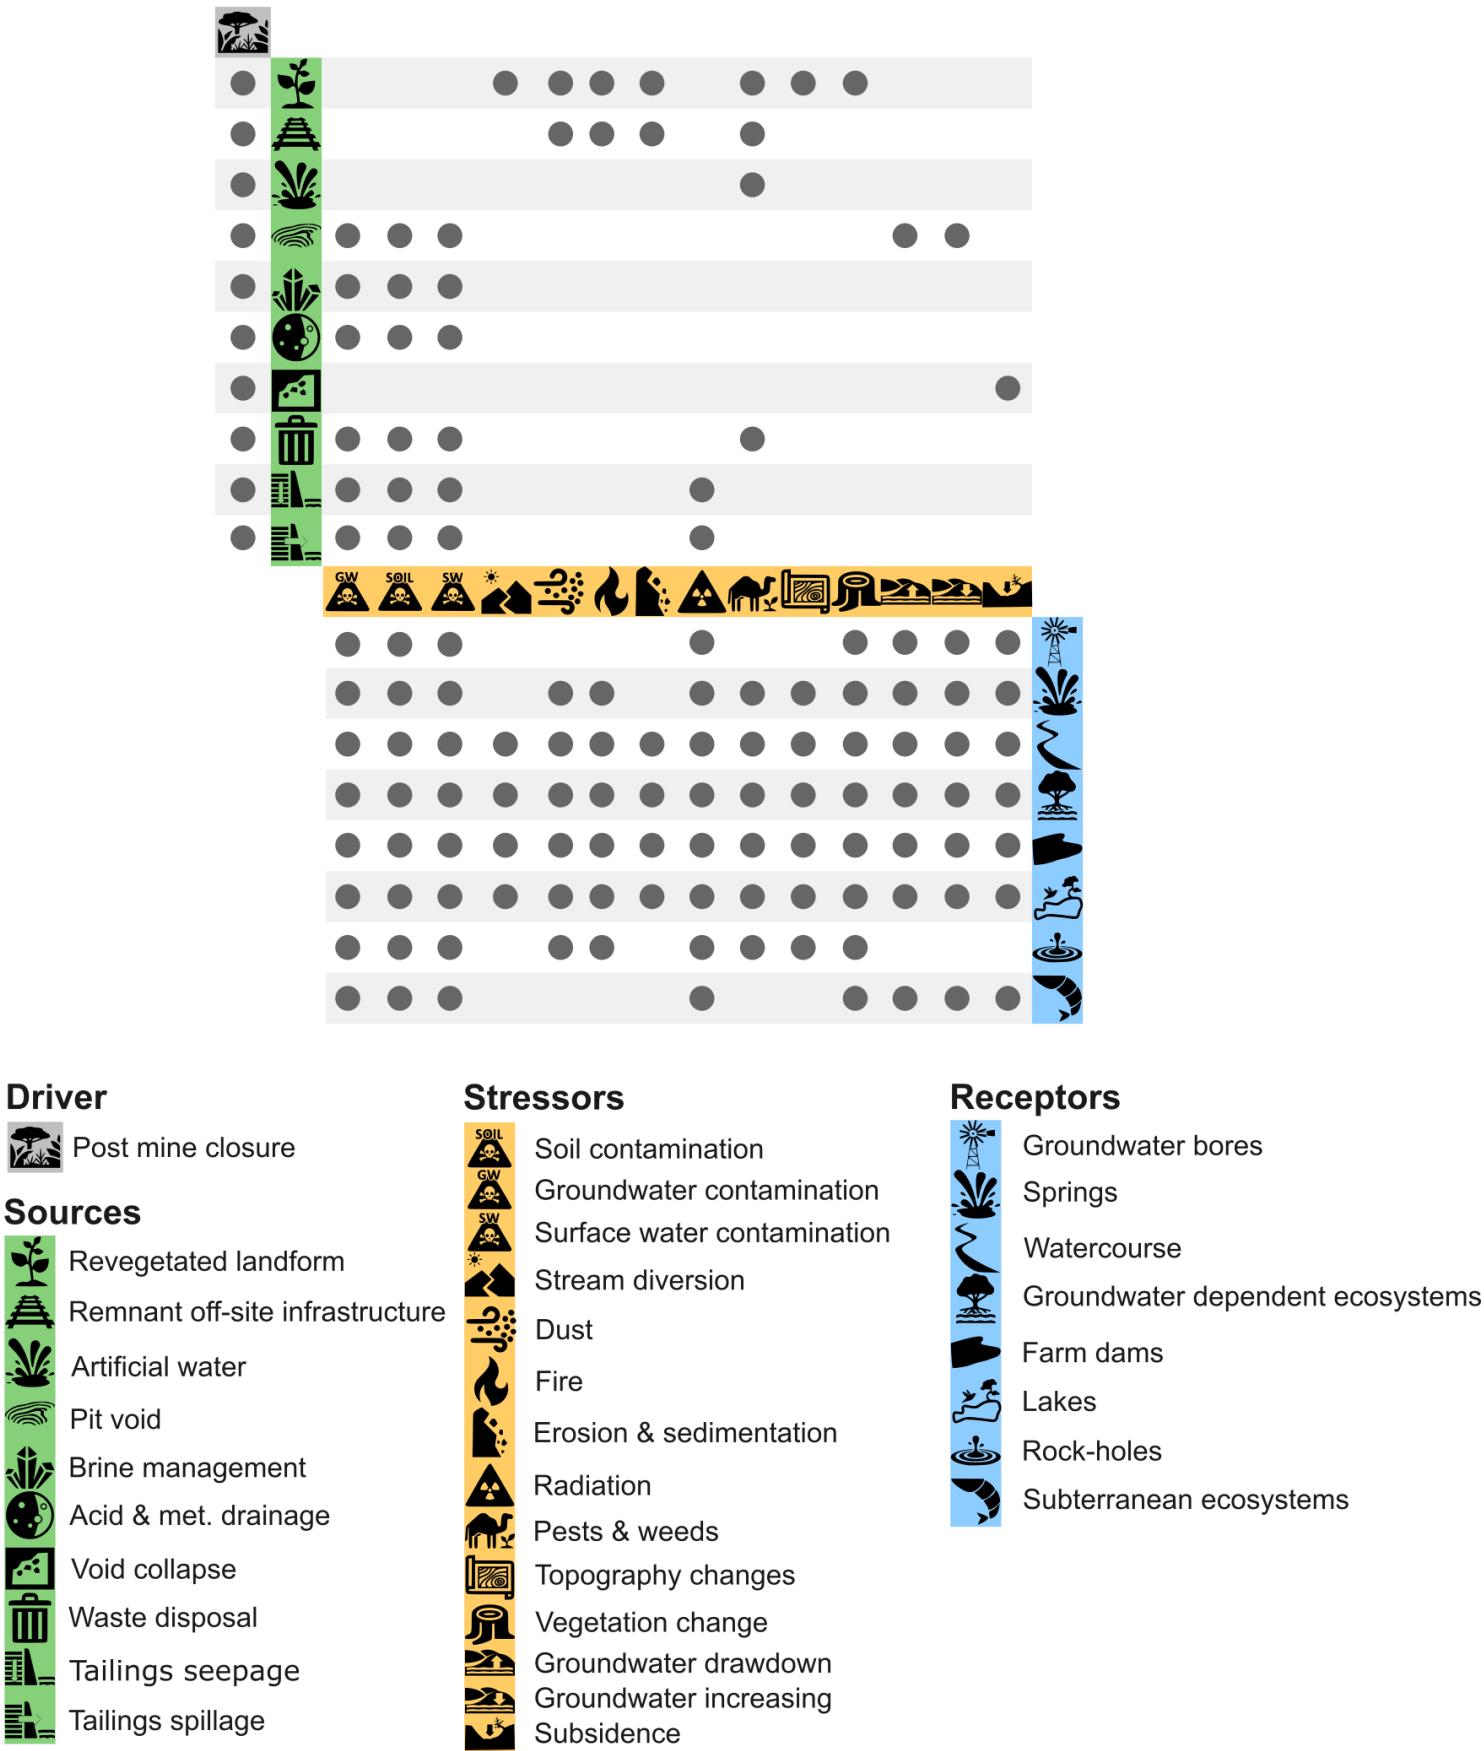 GW SOIL SW
Driver
Post mine closure
Sources
Revegetated landform
Remnant off-site infrastructure
Artificial water
Pit void
Brine management
Acid & met. drainage
Void collapse
Waste disposal
Tailings seepage
Tailings spillage
Stressors
SOIL Soil contamination
GW Groundwater contamination
SW Surface water contamination
Stream diversion
Dust
Fire
Erosion & sedimentation
Radiation
Pests & weeds
Topography changes
Vegetation change
Groundwater drawdown
Groundwater increasing
Subsidence
Receptors
Groundwater bores
Springs
Watercourse
Groundwater dependent ecosystems
Farm dams
Lakes
Rock-holes
Subterranean ecosystems